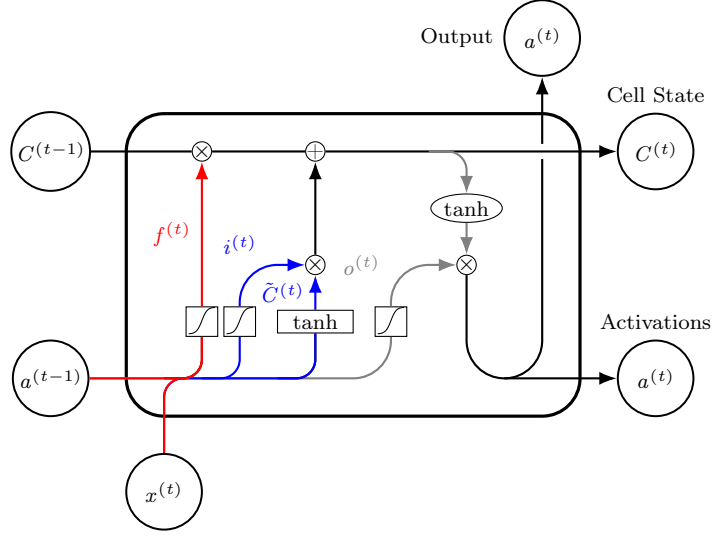 Output
a^{(t)}
Cell State
C^{(t-1)}
C^{(t)}
tanh
f^{(t)}
i^{(t)}
o^{(t)}
C̃^{(t)}
tanh
Activations
a^{(t-1)}
a^{(t)}
x^{(t)}